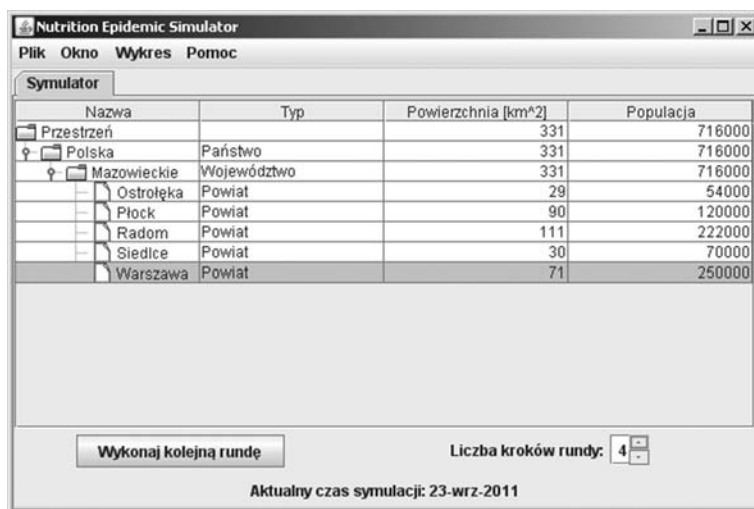 Nutrition Epidemic Simulator
Plik Okno Wykres Pomoc
Symulator
Nazwa Typ Powierzchnia [km^2] Populacja
Przestrzeń 331 716000
Polska Państwo 331 716000
Mazowieckie Województwo 331 716000
Ostrołęka Powiat 29 54000
Płock Powiat 90 120000
Radom Powiat 111 222000
Siedlce Powiat 30 70000
Warszawa Powiat 71 250000
Wykonaj kolejną rundę Liczba kroków rundy: 4
Aktualny czas symulacji: 23-wrz-2011